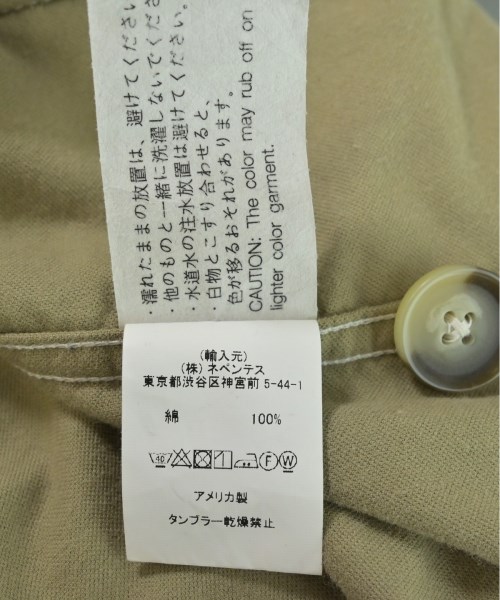 ・濡れたままの放置は、避けてください
・他のものと一緒に洗濯しないでくださ
・水道水の注水放置は避けてください。
・白物とこすり合わせると、
色が移るおそれがあります。
CAUTION: The color may rub off on
lighter color garment.
(輸入元)
(株) ネペンテス
東京都渋谷区神宮前 5-44-1
綿 100%
40 F W
アメリカ製
タンブラー乾燥禁止